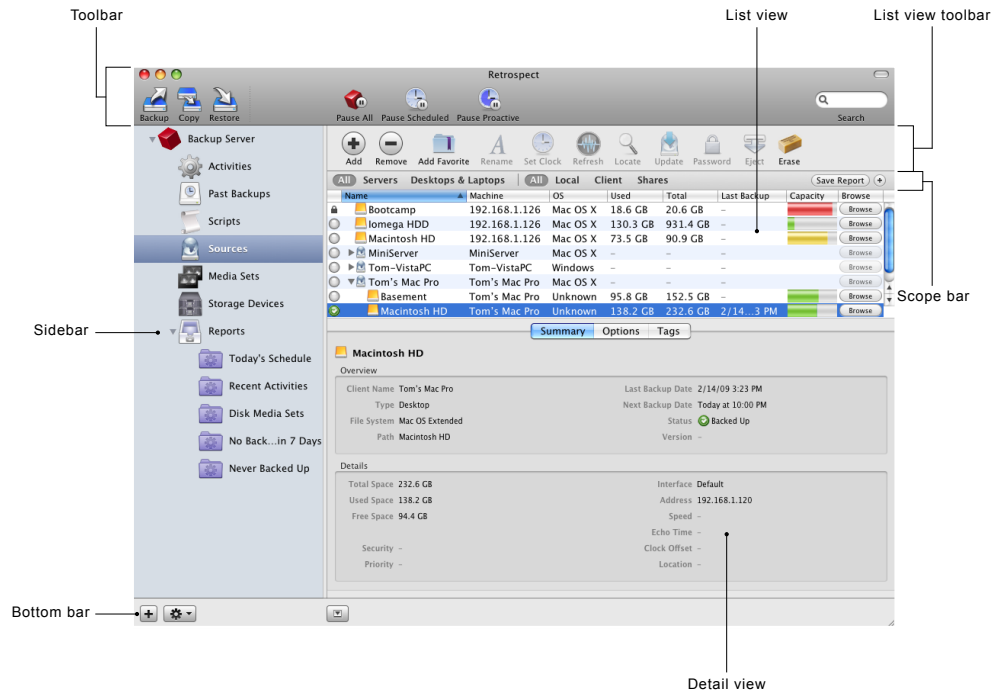 Toolbar
List view
List view toolbar
Retrospect
Backup Copy Restore
Pause All Pause Scheduled Pause Proactive
Search
Backup Server
Activities
Past Backups
Scripts
Sources
Media Sets
Storage Devices
Reports
Today's Schedule
Recent Activities
Disk Media Sets
No Back...in 7 Days
Never Backed Up
Sidebar
Bottom bar
Add Remove Add Favorite Rename Set Clock Refresh Locate Update Password Eject Erase
All Servers Desktops & Laptops All Local Client Shares Save Report
Name Machine OS Used Total Last Backup Capacity Browse
Bootcamp 192.168.1.126 Mac OS X 18.6 GB 20.6 GB – Browse
Iomega HDD 192.168.1.126 Mac OS X 130.3 GB 931.4 GB – Browse
Macintosh HD 192.168.1.126 Mac OS X 73.5 GB 90.9 GB – Browse
MiniServer MiniServer Mac OS X – – – Browse
Tom-VistaPC Tom-VistaPC Windows – – – Browse
Tom's Mac Pro Tom's Mac Pro Mac OS X – – – Browse
Basement Tom's Mac Pro Unknown 95.8 GB 152.5 GB – Browse
Macintosh HD Tom's Mac Pro Unknown 138.2 GB 232.6 GB 2/14...3 PM Browse
Scope bar
Summary Options Tags
Macintosh HD
Overview
Client Name Tom's Mac Pro Last Backup Date 2/14/09 3:23 PM
Type Desktop Next Backup Date Today at 10:00 PM
File System Mac OS Extended Status Backed Up
Path Macintosh HD Version –
Details
Total Space 232.6 GB Interface Default
Used Space 138.2 GB Address 192.168.1.120
Free Space 94.4 GB Speed –
Echo Time –
Security – Clock Offset –
Priority – Location –
Detail view